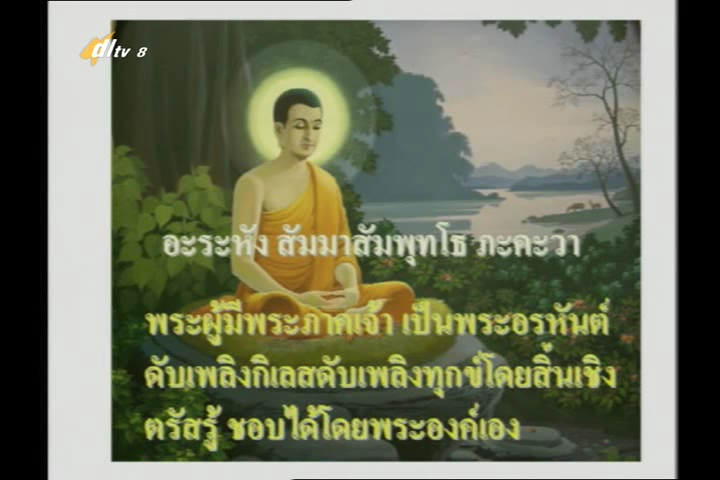 dltv 8
อะระหัง สัมมาสัมพุทโธ ภะคะวา
พระผู้มีพระภาคเจ้า เป็นพระอรหันต์
ดับเพลิงกิเลสดับเพลิงทุกข์โดยสิ้นเชิง
ตรัสรู้ ชอบได้โดยพระองค์เอง